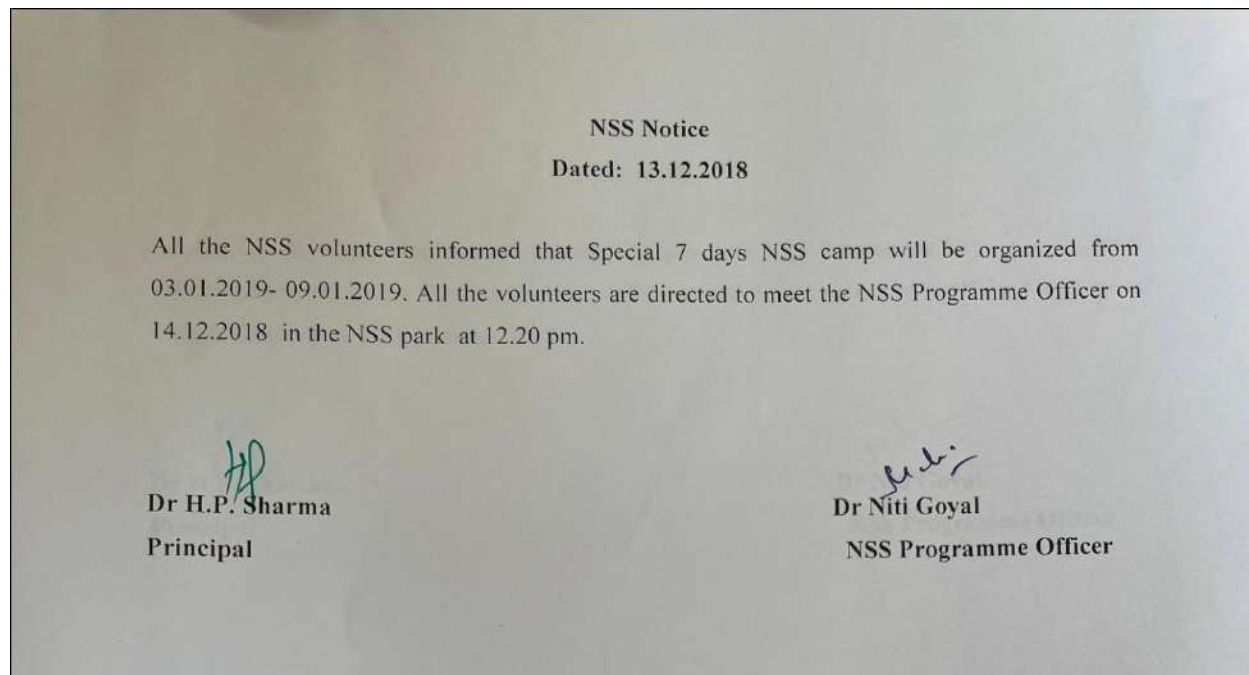 NSS Notice
Dated: 13.12.2018
All the NSS volunteers informed that Special 7 days NSS camp will be organized from
03.01.2019- 09.01.2019. All the volunteers are directed to meet the NSS Programme Officer on
14.12.2018 in the NSS park at 12.20 pm.
Dr H.P. Sharma
Principal
Dr Niti Goyal
NSS Programme Officer